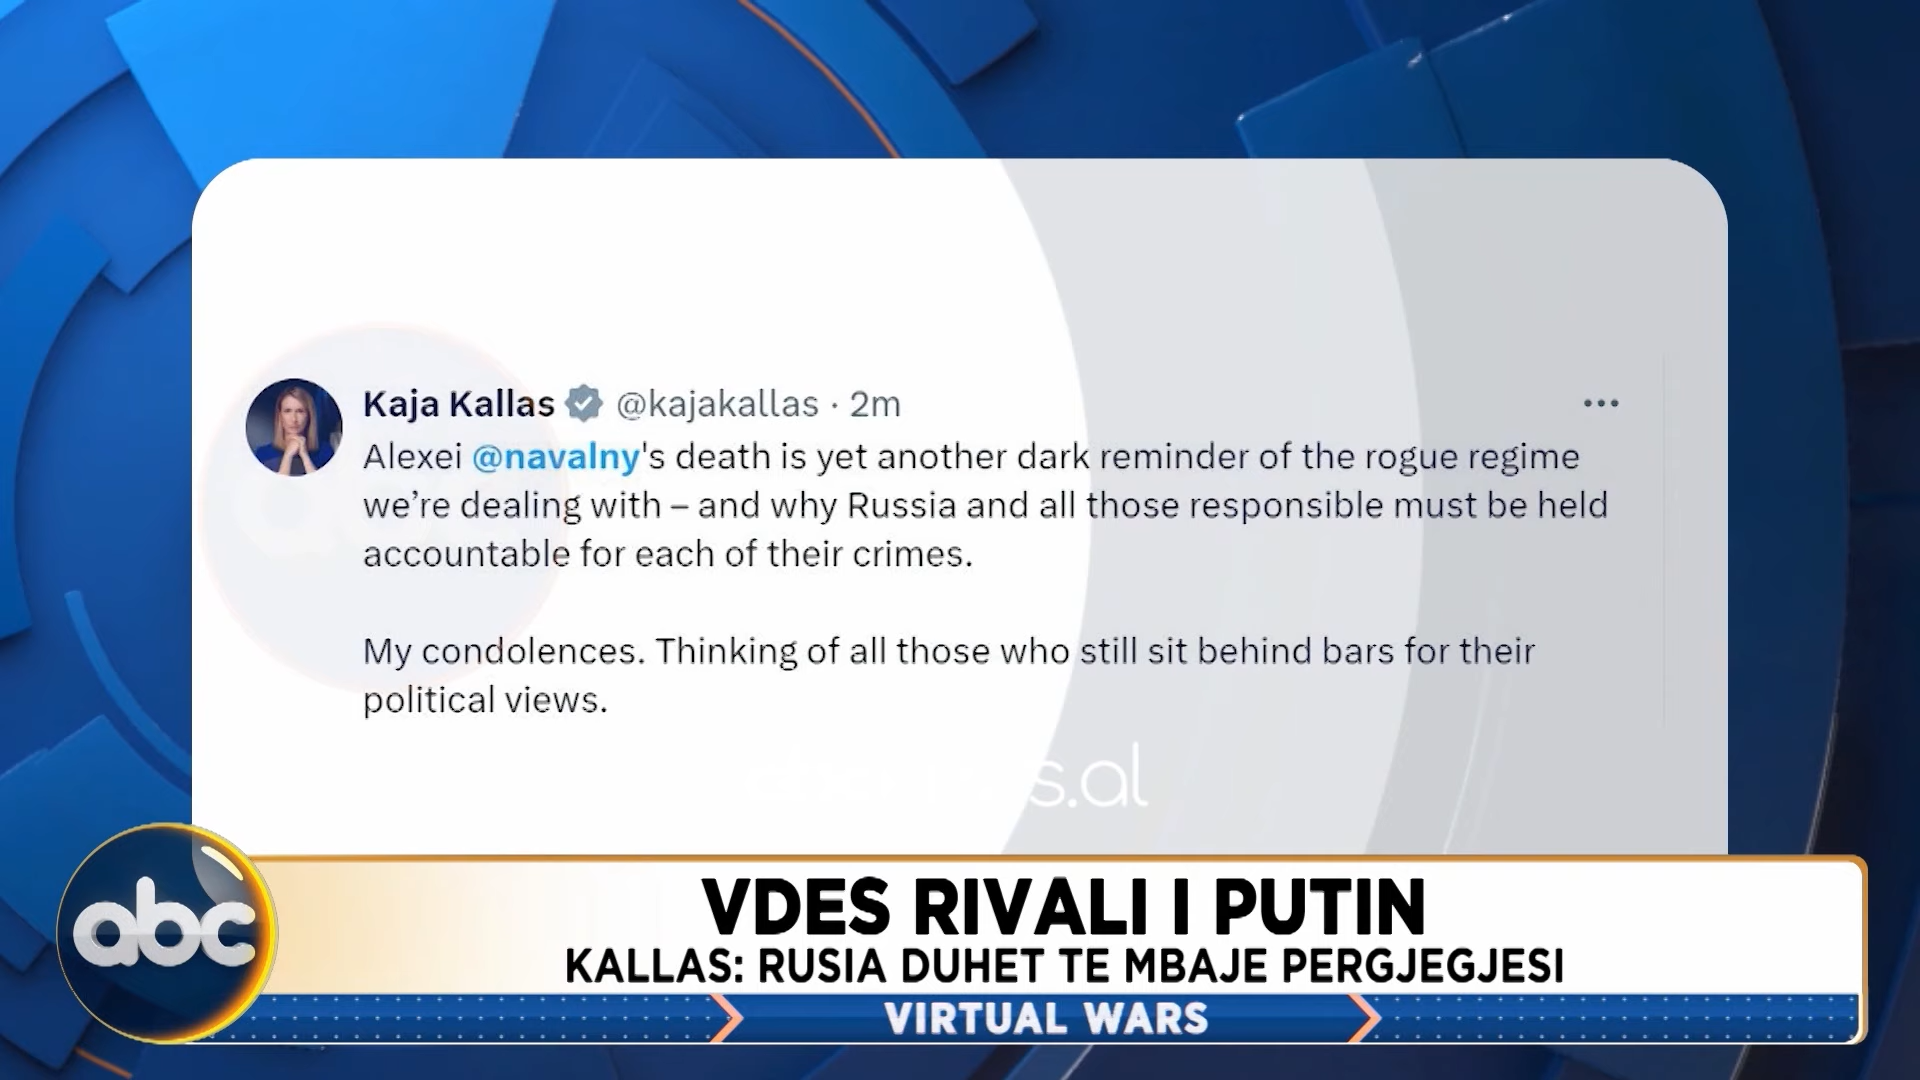 Kaja Kallas @kajakallas · 2m
Alexei @navalny's death is yet another dark reminder of the rogue regime
we’re dealing with – and why Russia and all those responsible must be held
accountable for each of their crimes.
My condolences. Thinking of all those who still sit behind bars for their
political views.
s.al
abc
VDES RIVALI I PUTIN
KALLAS: RUSIA DUHET TE MBAJE PERGJEGJESI
VIRTUAL WARS